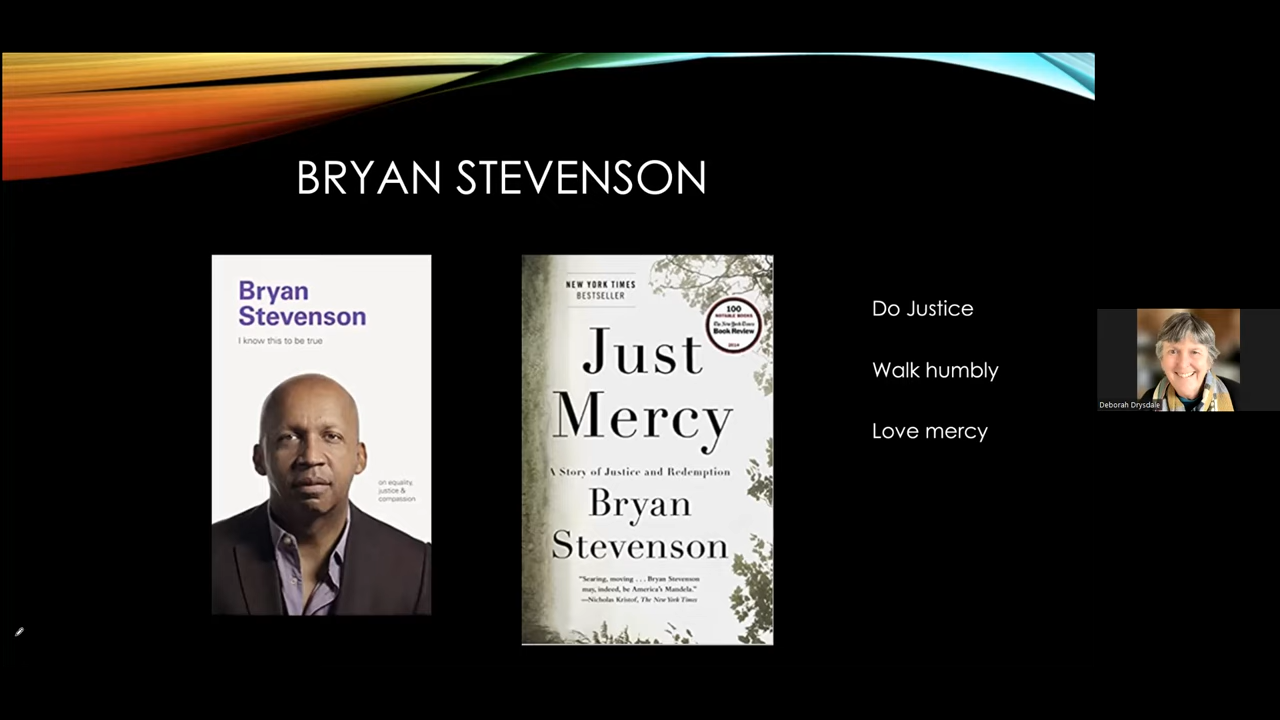 BRYAN STEVENSON
Bryan
Stevenson
I know this to be true
on equality,
justice &
compassion
NEW YORK TIMES
BESTSELLER
100
NOTABLE BOOKS
The New York Times
Book Review
2014
Just
Mercy
A Story of Justice and Redemption
Bryan
Stevenson
"Searing, moving . . . Bryan Stevenson
may, indeed, be America's Mandela."
—Nicholas Kristof, The New York Times
Do Justice
Walk humbly
Love mercy
Deborah Drysdale